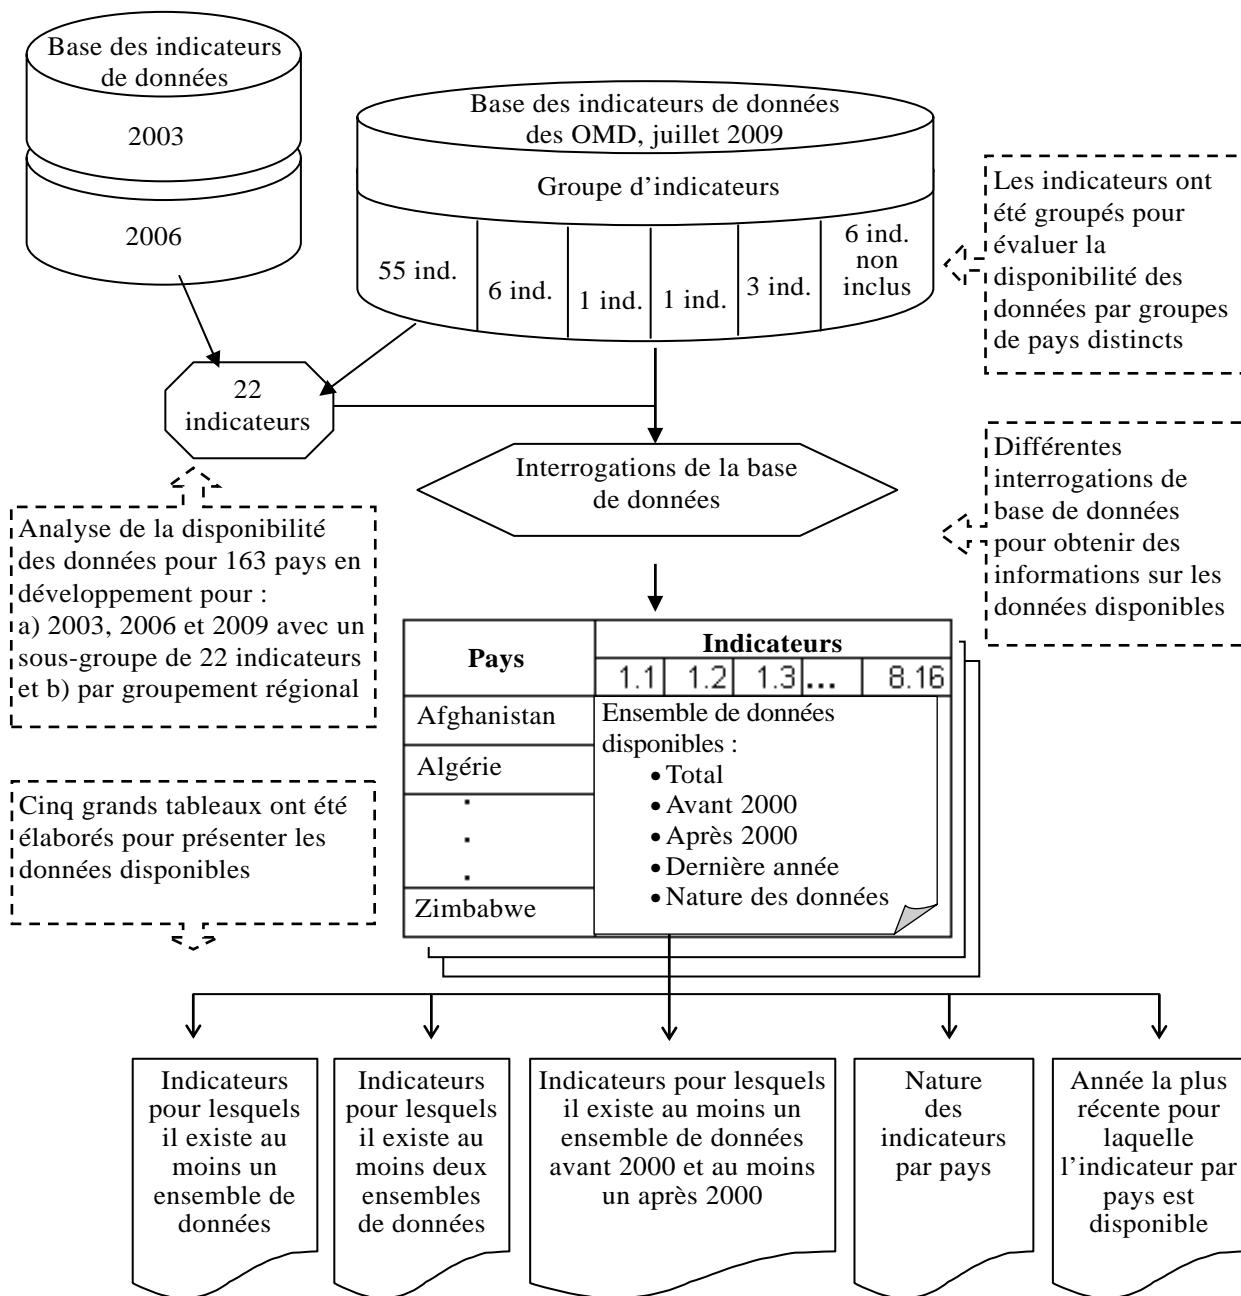 Base des indicateurs
de données
2003
2006
Base des indicateurs de données
des OMD, juillet 2009
Groupe d’indicateurs
55 ind.
6 ind.
1 ind.
1 ind.
3 ind.
6 ind.
non
inclus
Les indicateurs ont
été groupés pour
évaluer la
disponibilité des
données par groupes
de pays distincts
22
indicateurs
Interrogations de la base
de données
Différentes
interrogations de
base de données
pour obtenir des
informations sur les
données disponibles
Analyse de la disponibilité
des données pour 163 pays en
développement pour :
a) 2003, 2006 et 2009 avec un
sous-groupe de 22 indicateurs
et b) par groupement régional
Pays
Indicateurs
1.1 1.2 1.3 ... 8.16
Afghanistan
Algérie
.
.
.
Zimbabwe
Ensemble de données
disponibles :
• Total
• Avant 2000
• Après 2000
• Dernière année
• Nature des données
Cinq grands tableaux ont été
élaborés pour présenter les
données disponibles
Indicateurs
pour lesquels
il existe au
moins un
ensemble de
données
Indicateurs
pour lesquels
il existe au
moins deux
ensembles
de données
Indicateurs pour lesquels
il existe au moins un
ensemble de données
avant 2000 et au moins
un après 2000
Nature
des
indicateurs
par pays
Année la plus
récente pour
laquelle
l’indicateur par
pays est
disponible